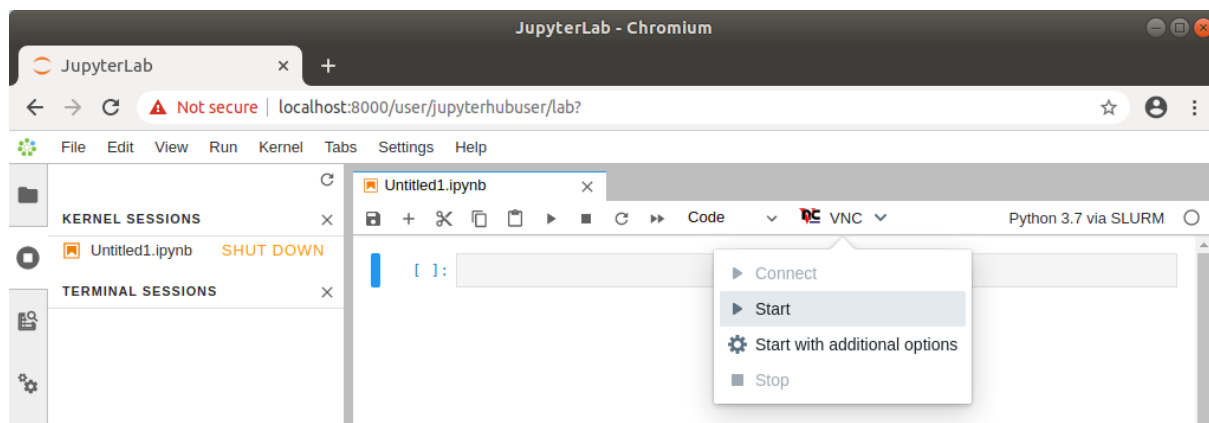 JupyterLab - Chromium
JupyterLab
Not secure | localhost:8000/user/jupyterhubuser/lab?
File Edit View Run Kernel Tabs Settings Help
Untitled1.ipynb
KERNEL SESSIONS
Code VNC Python 3.7 via SLURM
Untitled1.ipynb SHUT DOWN
[ ]:
TERMINAL SESSIONS
Connect
Start
Start with additional options
Stop